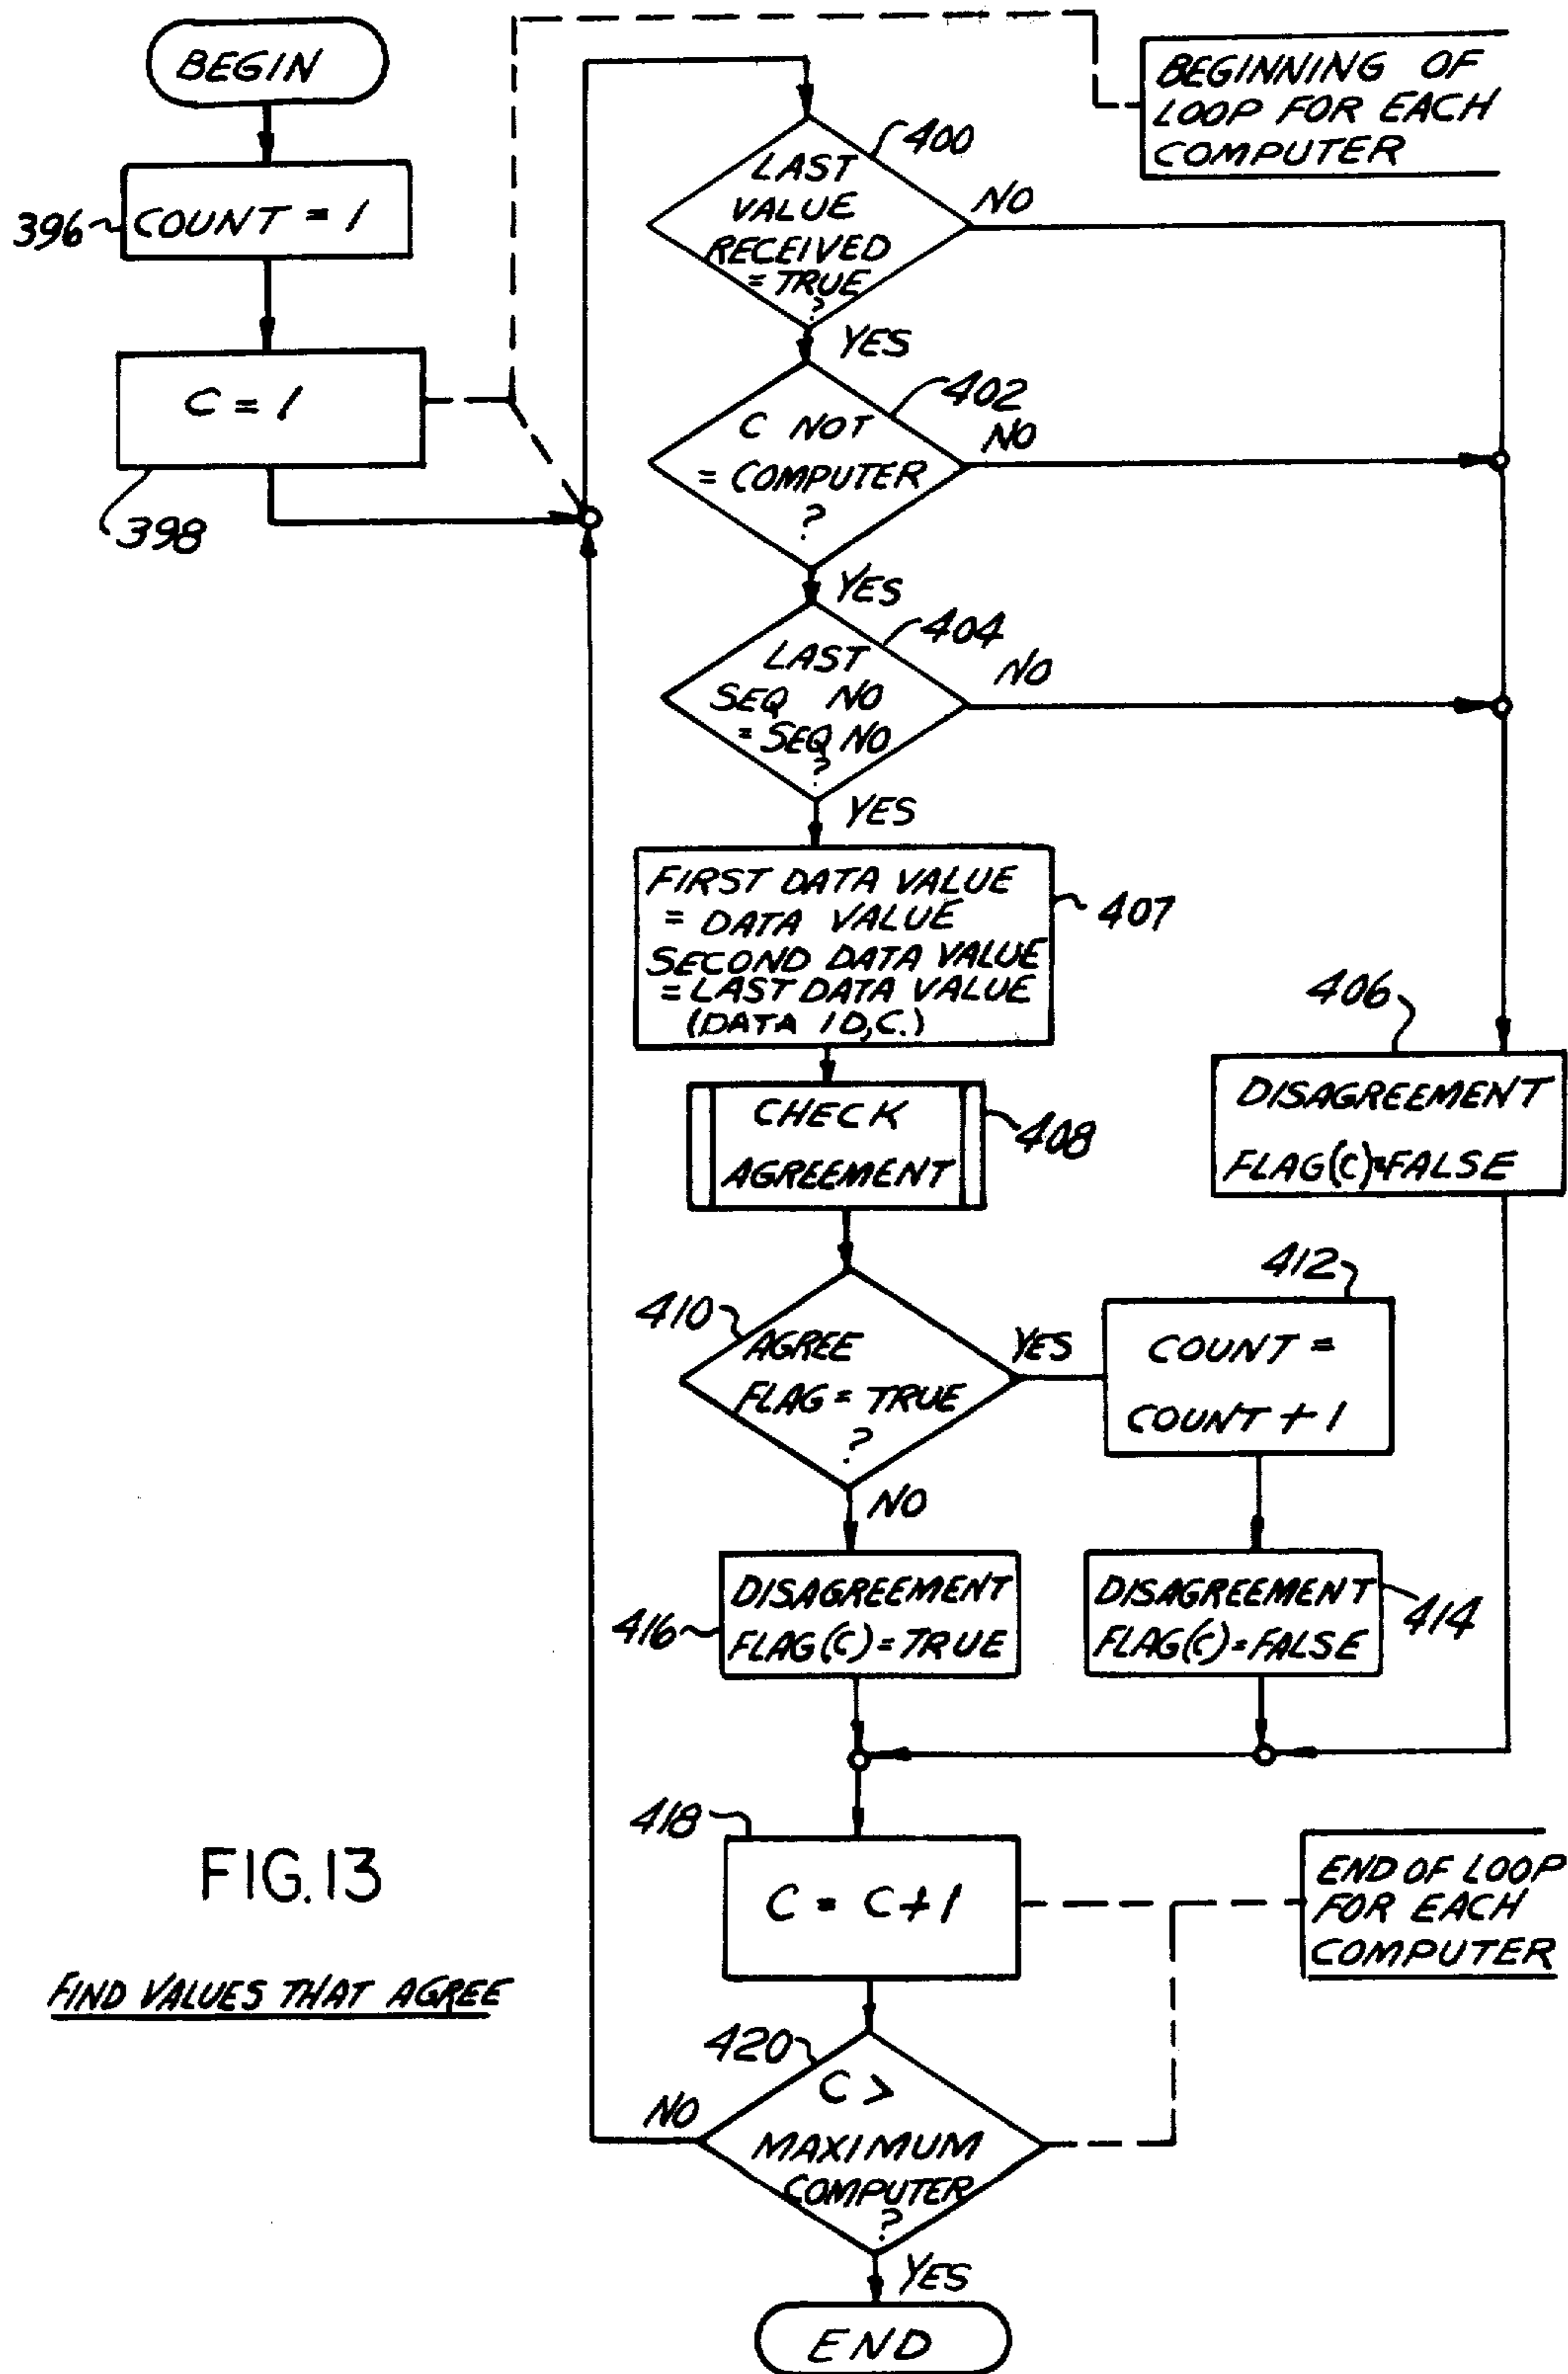 BEGIN
396
COUNT = 1
C = 1
398
BEGINNING OF
LOOP FOR EACH
COMPUTER
400
LAST
VALUE
RECEIVED
= TRUE
?
NO
YES
402
C NOT
= COMPUTER
?
NO
YES
404
LAST
SEQ NO
= SEQ NO
?
NO
YES
FIRST DATA VALUE
= DATA VALUE
SECOND DATA VALUE
= LAST DATA VALUE
(DATA ID,C.)
407
406
DISAGREEMENT
FLAG(C)=FALSE
CHECK
AGREEMENT
408
410
AGREE
FLAG = TRUE
?
YES
NO
412
COUNT =
COUNT + 1
416
DISAGREEMENT
FLAG(C)=TRUE
DISAGREEMENT
FLAG(C)=FALSE
414
418
C = C+1
END OF LOOP
FOR EACH
COMPUTER
FIG.13
FIND VALUES THAT AGREE
420
C >
MAXIMUM
COMPUTER
?
NO
YES
END